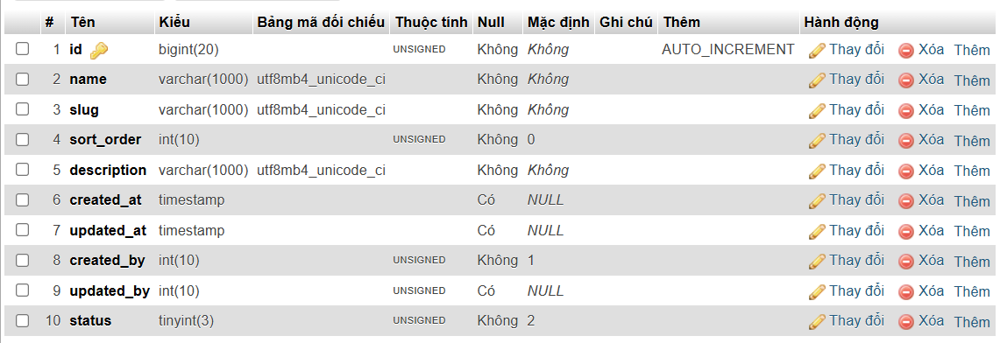 # Tên Kiểu Bảng mã đối chiếu Thuộc tính Null Mặc định Ghi chú Thêm Hành động
1 id bigint(20) UNSIGNED Không Không AUTO_INCREMENT Thay đổi Xóa Thêm
2 name varchar(1000) utf8mb4_unicode_ci Không Không Thay đổi Xóa Thêm
3 slug varchar(1000) utf8mb4_unicode_ci Không Không Thay đổi Xóa Thêm
4 sort_order int(10) UNSIGNED Không 0 Thay đổi Xóa Thêm
5 description varchar(1000) utf8mb4_unicode_ci Không Không Thay đổi Xóa Thêm
6 created_at timestamp Có NULL Thay đổi Xóa Thêm
7 updated_at timestamp Có NULL Thay đổi Xóa Thêm
8 created_by int(10) UNSIGNED Không 1 Thay đổi Xóa Thêm
9 updated_by int(10) UNSIGNED Có NULL Thay đổi Xóa Thêm
10 status tinyint(3) UNSIGNED Không 2 Thay đổi Xóa Thêm